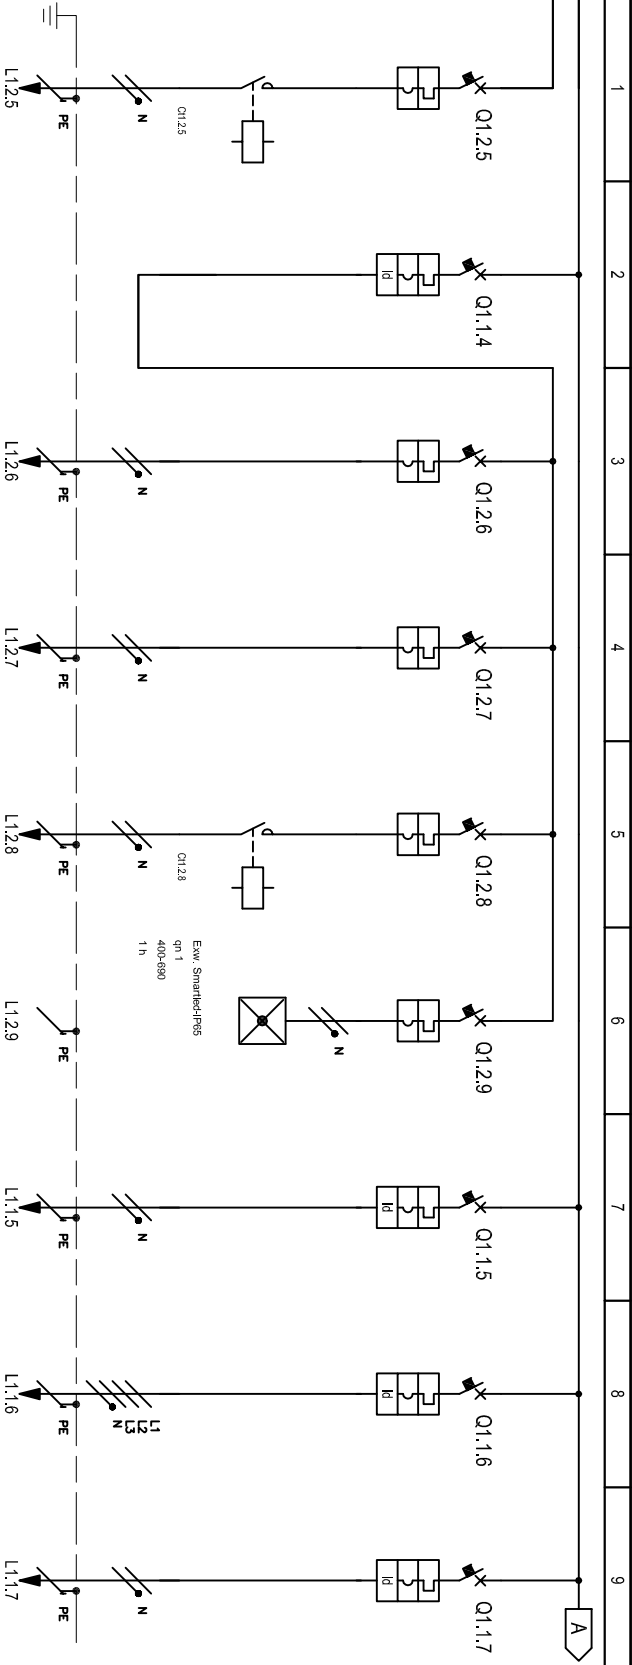 1
2
3
4
5
6
7
8
9
A
Q1.2.5
Q1.1.4
Q1.2.6
Q1.2.7
Q1.2.8
Q1.2.9
Q1.1.5
Q1.1.6
Q1.1.7
Id
Id
Id
Id
Ct1.2.5
Ct1.2.8
Exw. Smartled-IP65
qn 1
400-690
1 h
N
N
N
N
N
N
L1
L2
L3
N
N
PE
PE
PE
PE
PE
PE
PE
PE
L1.2.5
L1.2.6
L1.2.7
L1.2.8
L1.2.9
L1.1.5
L1.1.6
L1.1.7